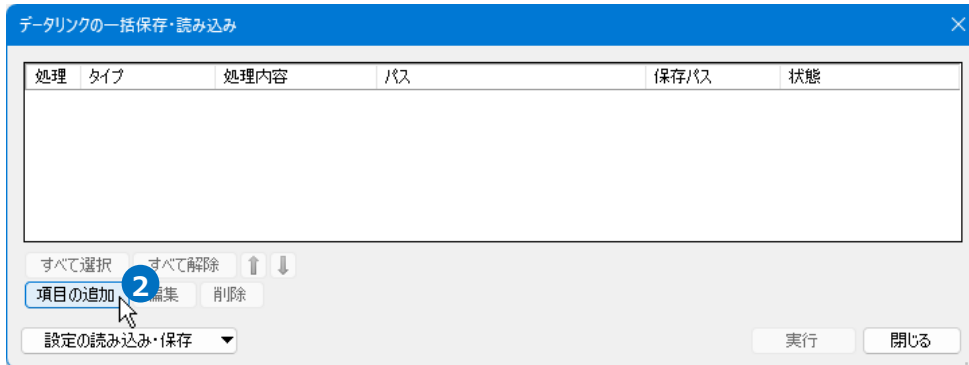 データリンクの一括保存・読み込み
処理 タイプ 処理内容 パス 保存パス 状態
すべて選択 すべて解除
項目の追加 2 編集 削除
設定の読み込み・保存 実行 閉じる